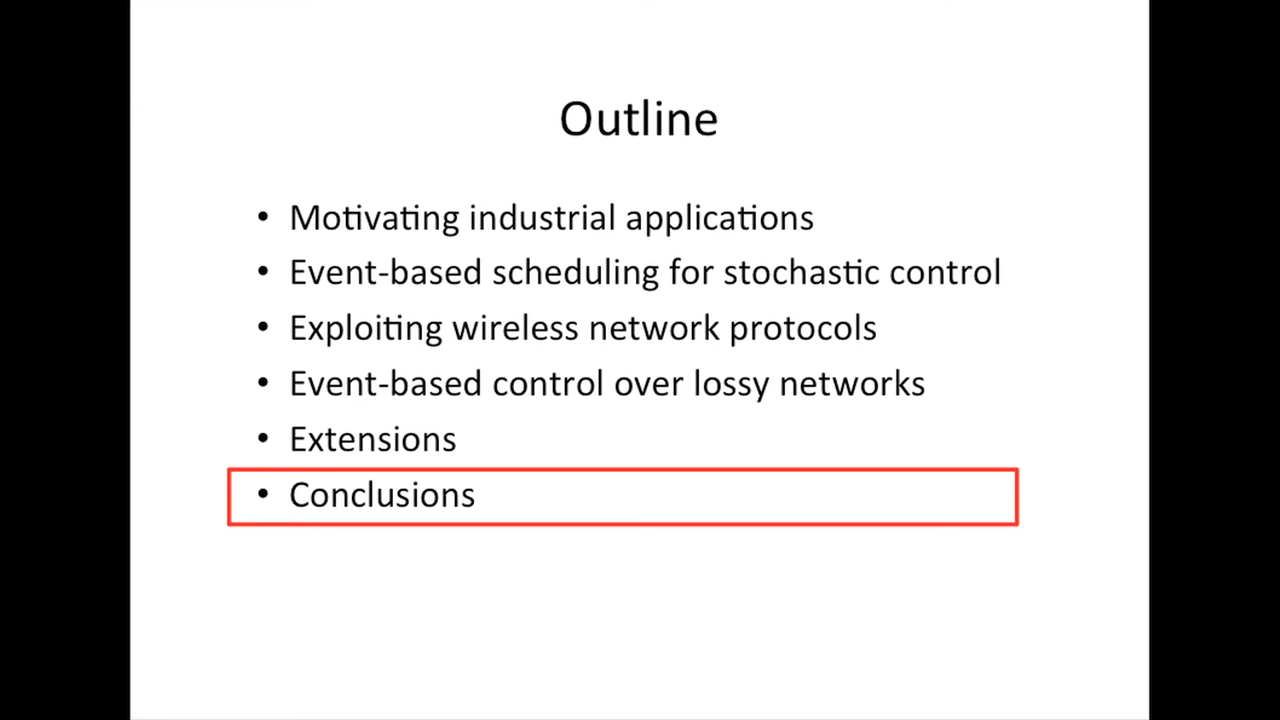 Outline
• Motivating industrial applications
• Event-based scheduling for stochastic control
• Exploiting wireless network protocols
• Event-based control over lossy networks
• Extensions
• Conclusions